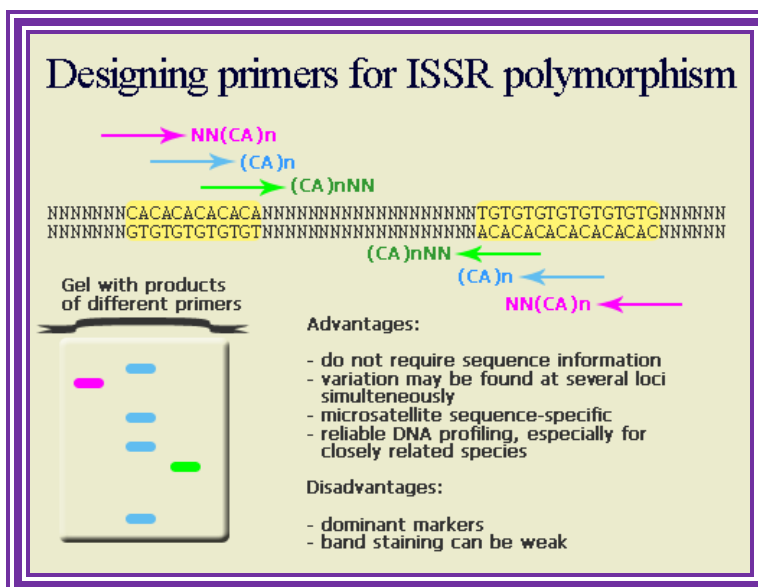 Designing primers for ISSR polymorphism
NN(CA)n
(CA)n
(CA)nNN
NNNNNNNCACACACACACANNNNNNNNNNNNNNNNNNNTGTGTGTGTGTGTGTGNNNNNN
NNNNNNNGTGTGTGTGTGTNNNNNNNNNNNNNNNNNNNACACACACACACACACNNNNNN
(CA)nNN
(CA)n
NN(CA)n
Gel with products
of different primers
Advantages:
- do not require sequence information
- variation may be found at several loci
simulteneously
- microsatellite sequence-specific
- reliable DNA profiling, especially for
closely related species
Disadvantages:
- dominant markers
- band staining can be weak